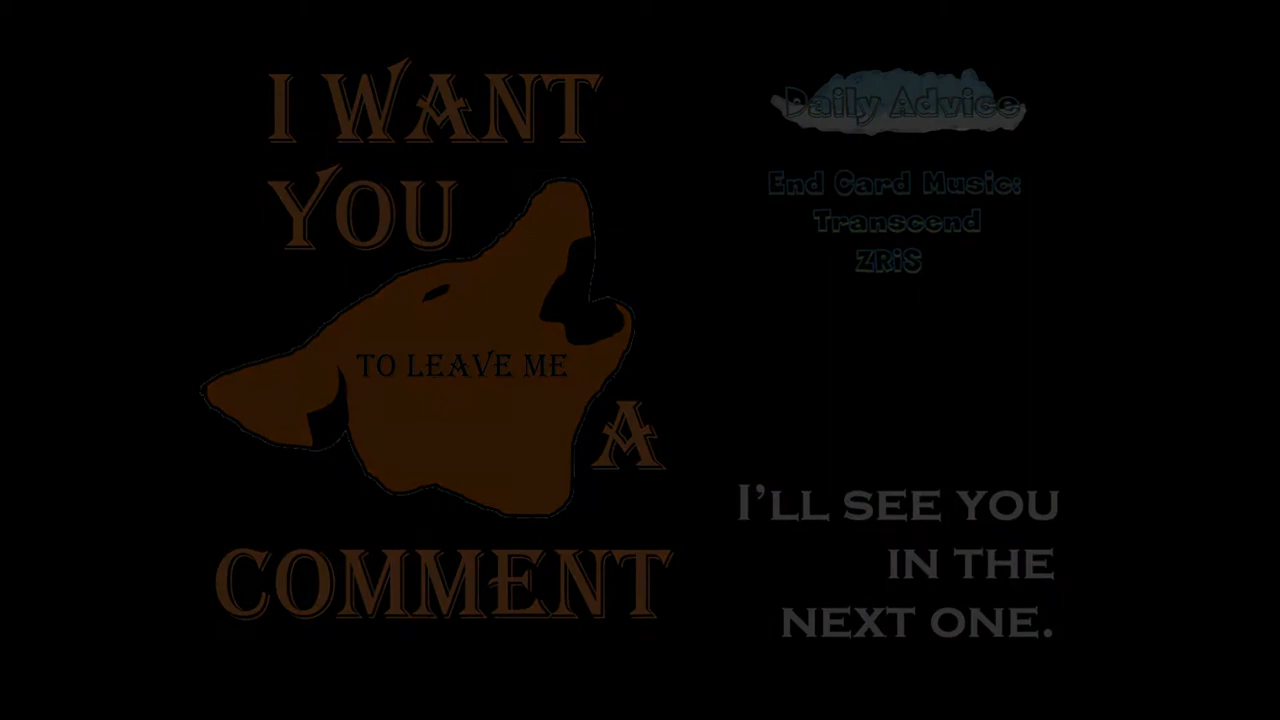 I WANT
YOU
TO LEAVE ME
A
COMMENT
Daily Advice
End Card Music:
Transcend
ZRiS
I’LL SEE YOU
IN THE
NEXT ONE.